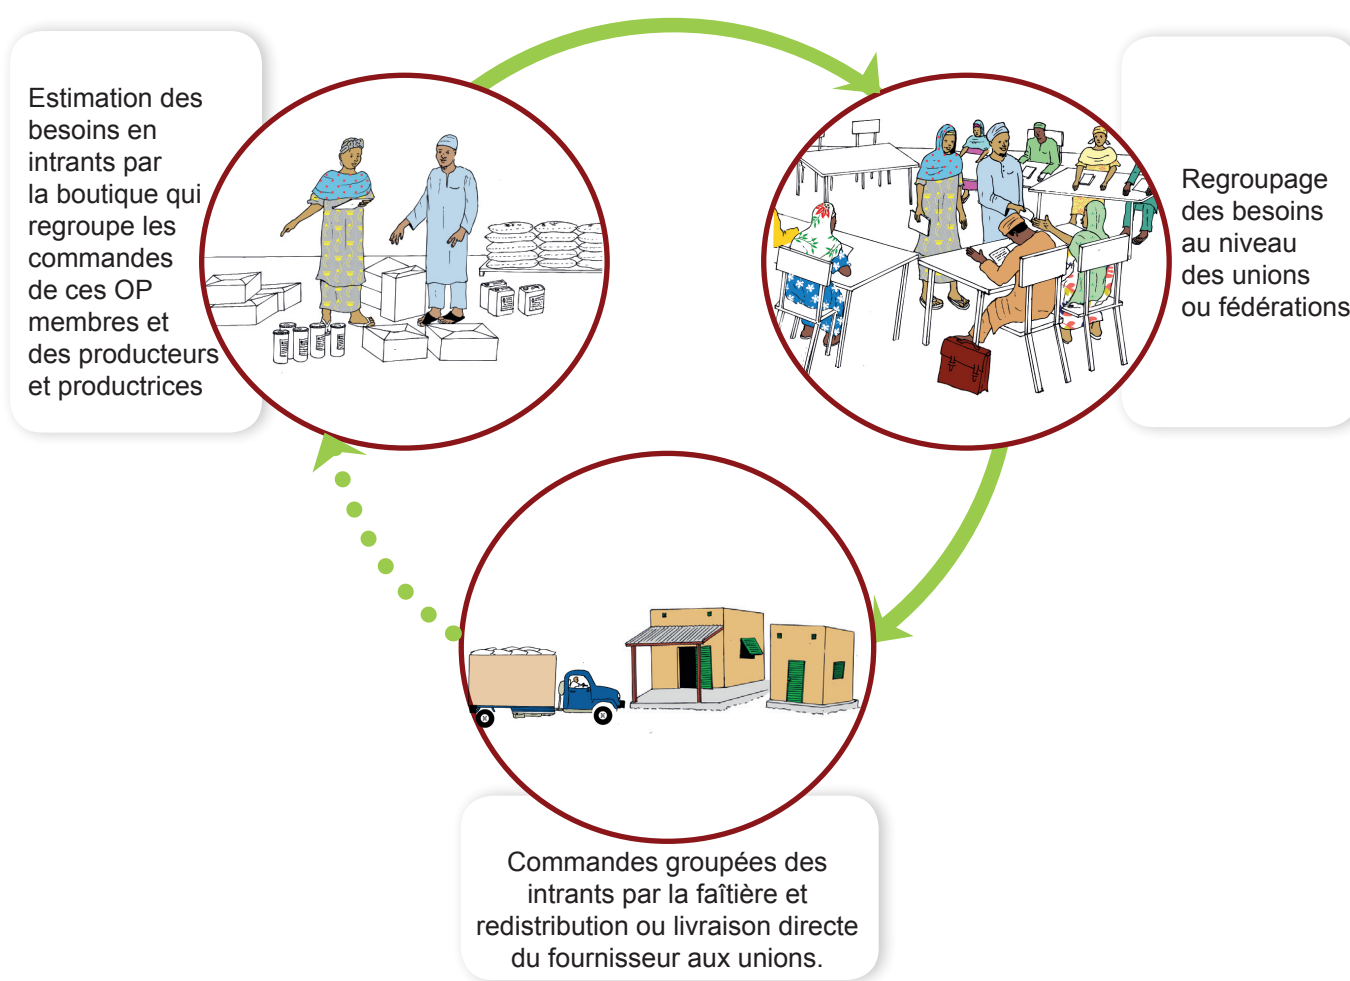 Estimation des
besoins en
intrants par
la boutique qui
regroupe les
commandes
de ces OP
membres et
des producteurs
et productrices
Regroupage
des besoins
au niveau
des unions
ou fédérations
Commandes groupées des
intrants par la faîtière et
redistribution ou livraison directe
du fournisseur aux unions.